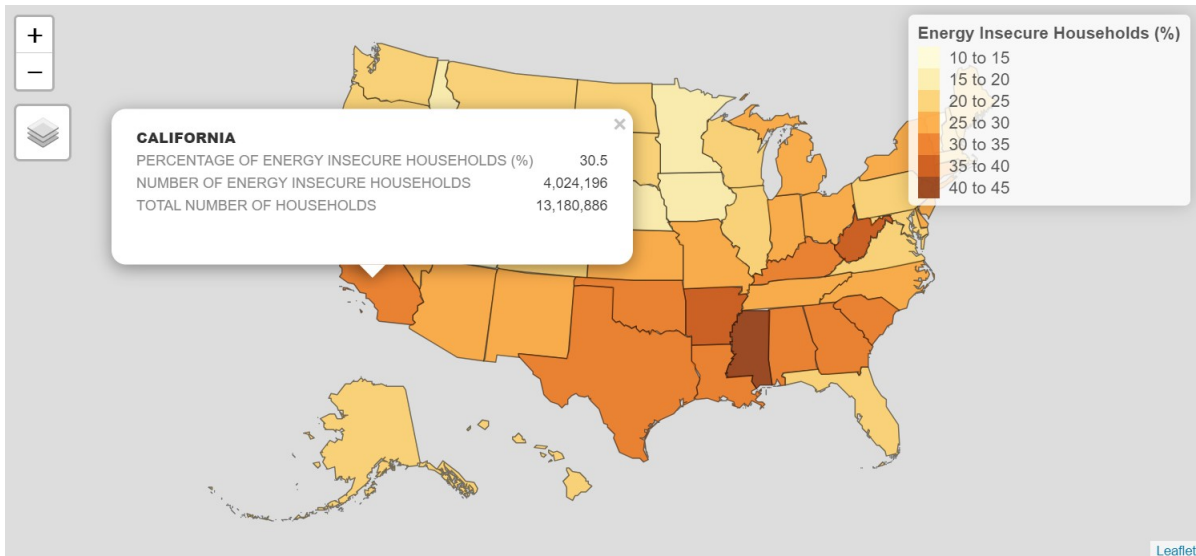 +
−
CALIFORNIA
×
PERCENTAGE OF ENERGY INSECURE HOUSEHOLDS (%) 30.5
NUMBER OF ENERGY INSECURE HOUSEHOLDS 4,024,196
TOTAL NUMBER OF HOUSEHOLDS 13,180,886
Energy Insecure Households (%)
10 to 15
15 to 20
20 to 25
25 to 30
30 to 35
35 to 40
40 to 45
Leaflet